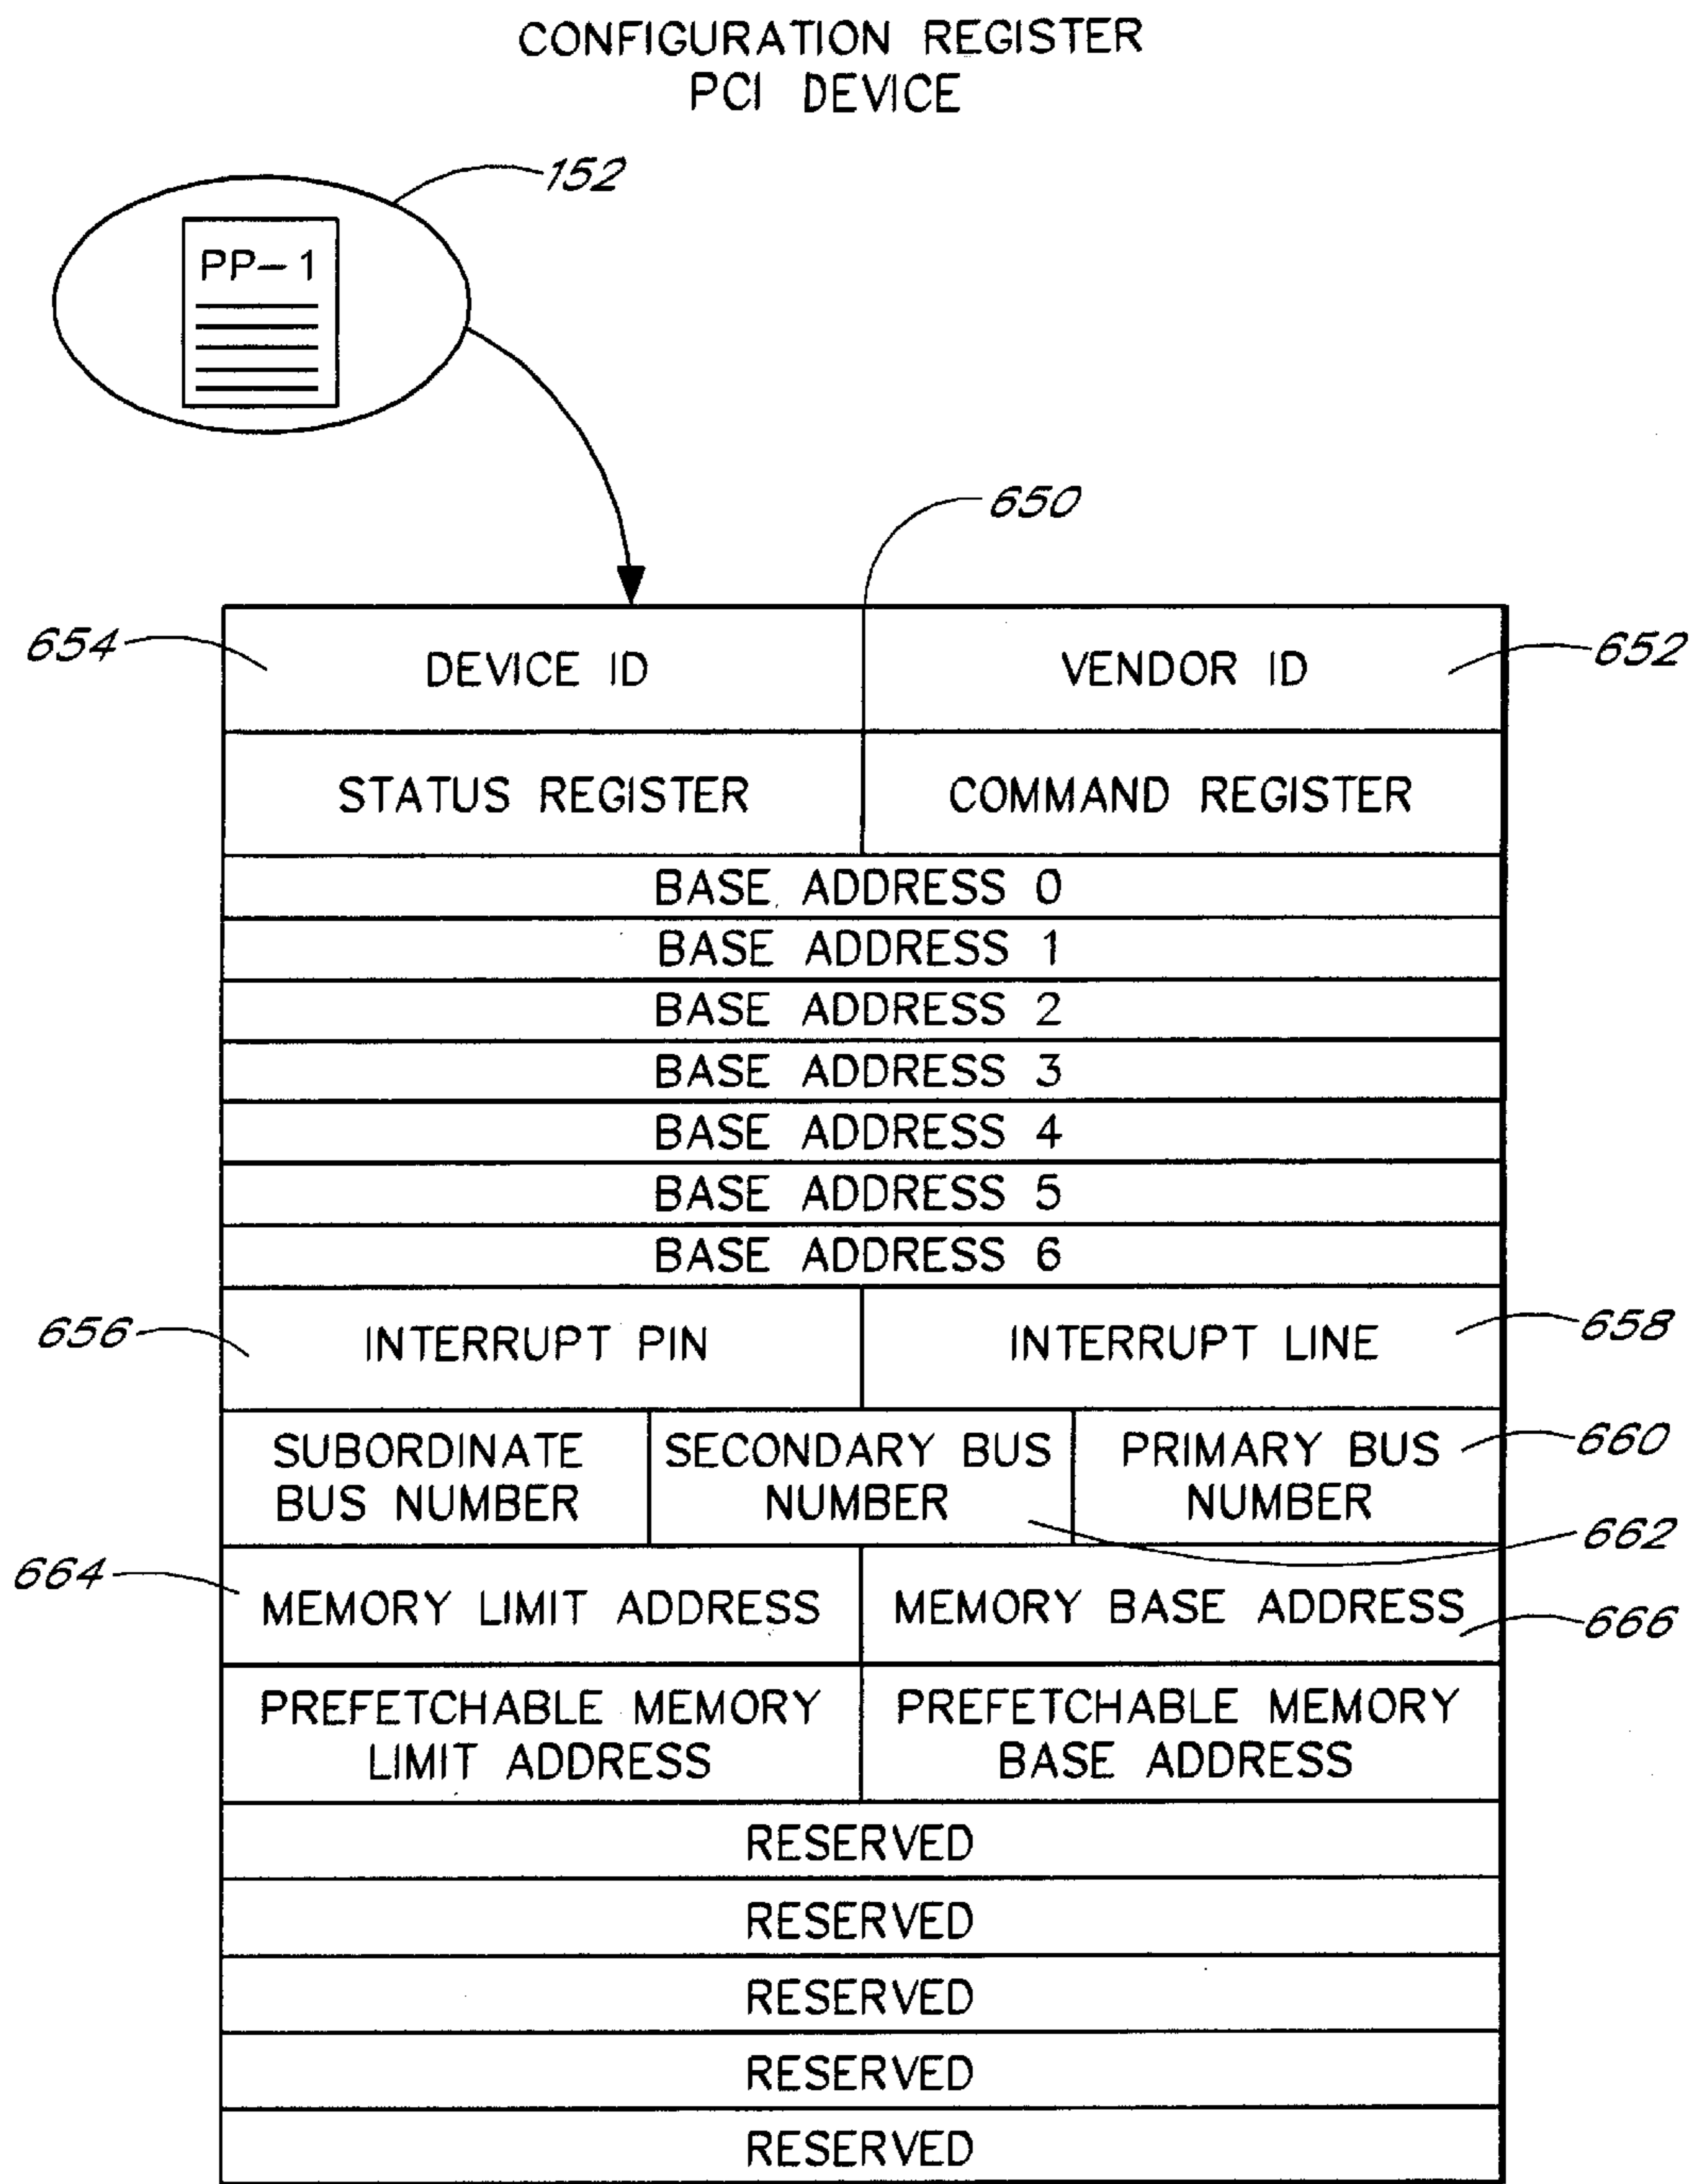 CONFIGURATION REGISTER
PCI DEVICE
152
PP-1
650
654
DEVICE ID
VENDOR ID
652
STATUS REGISTER
COMMAND REGISTER
BASE ADDRESS 0
BASE ADDRESS 1
BASE ADDRESS 2
BASE ADDRESS 3
BASE ADDRESS 4
BASE ADDRESS 5
BASE ADDRESS 6
656
INTERRUPT PIN
INTERRUPT LINE
658
SUBORDINATE
BUS NUMBER
SECONDARY BUS
NUMBER
PRIMARY BUS
NUMBER
660
662
664
MEMORY LIMIT ADDRESS
MEMORY BASE ADDRESS
666
PREFETCHABLE MEMORY
LIMIT ADDRESS
PREFETCHABLE MEMORY
BASE ADDRESS
RESERVED
RESERVED
RESERVED
RESERVED
RESERVED